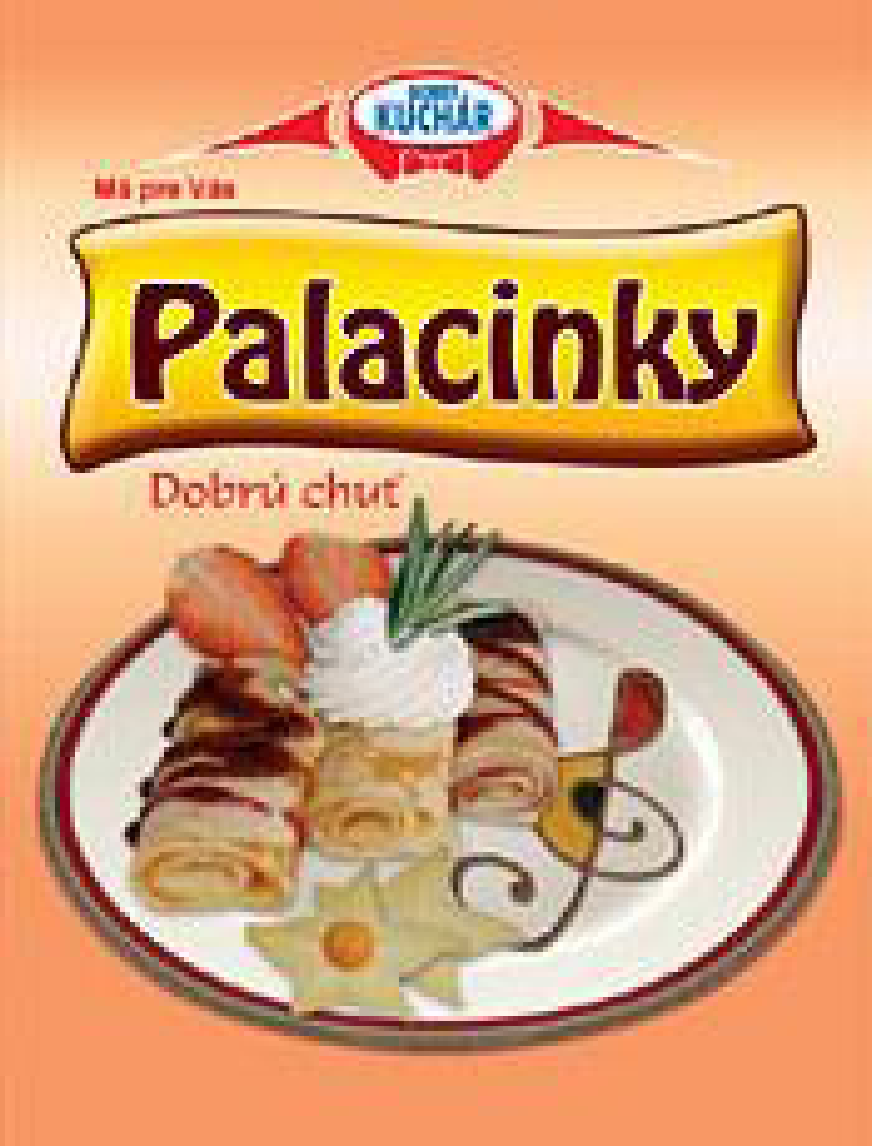 KUCHÁR
Má pre Vás
Palacinky
Dobrú chuť